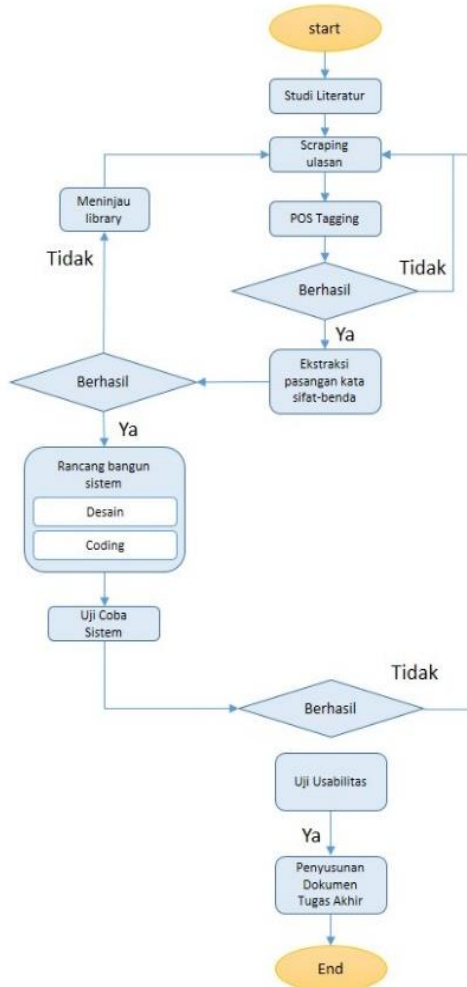 start
Studi Literatur
Scraping
ulasan
Meninjau
library
POS Tagging
Tidak
Tidak
Berhasil
Ya
Ekstraksi
pasangan kata
sifat-benda
Berhasil
Ya
Rancang bangun
sistem
Desain
Coding
Uji Coba
Sistem
Tidak
Berhasil
Uji Usabilitas
Ya
Penyusunan
Dokumen
Tugas Akhir
End